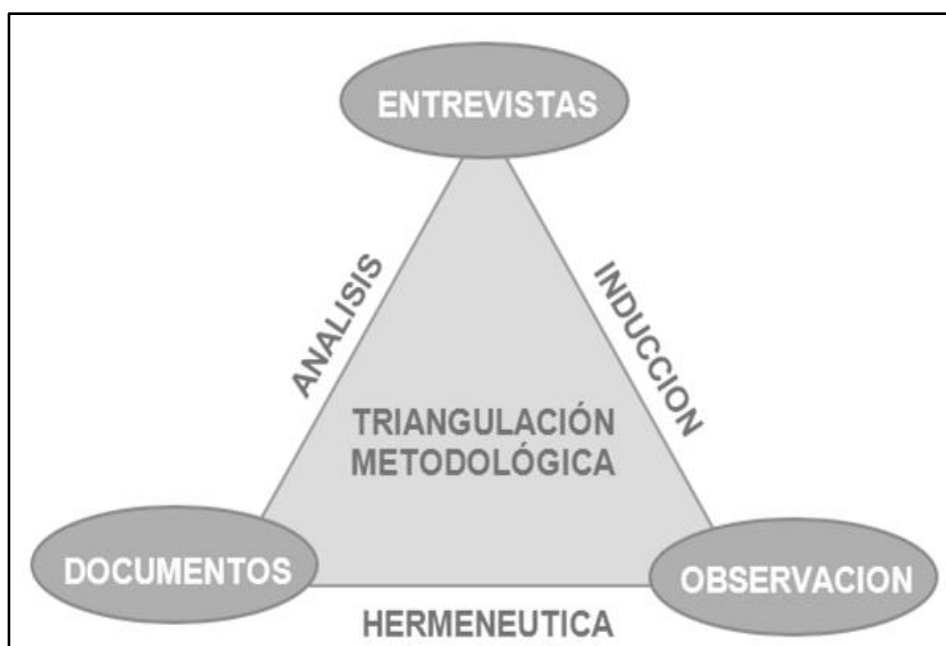 ENTREVISTAS
ANALISIS
INDUCCION
TRIANGULACIÓN
METODOLÓGICA
DOCUMENTOS
OBSERVACION
HERMENEUTICA